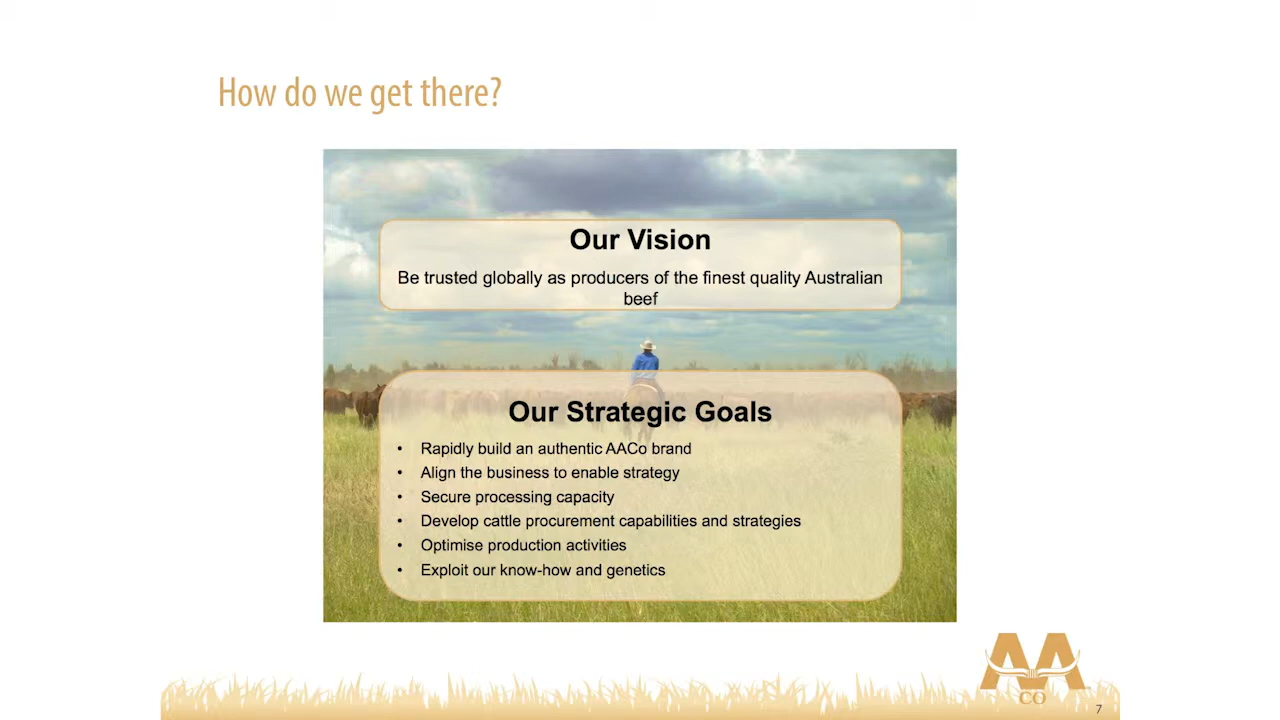 How do we get there?
Our Vision
Be trusted globally as producers of the finest quality Australian
beef
Our Strategic Goals
• Rapidly build an authentic AACo brand
• Align the business to enable strategy
• Secure processing capacity
• Develop cattle procurement capabilities and strategies
• Optimise production activities
• Exploit our know-how and genetics
AA
CO
7